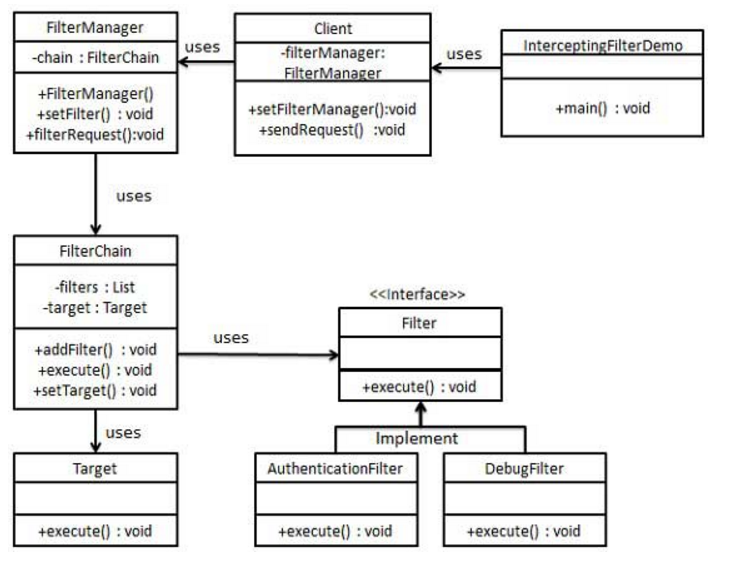 FilterManager
-chain : FilterChain
+FilterManager()
+setFilter() : void
+filterRequest():void
uses
Client
-filterManager:
FilterManager
+setFilterManager():void
+sendRequest() :void
uses
InterceptingFilterDemo
+main() : void
uses
FilterChain
-filters : List
-target : Target
+addFilter() : void
+execute() : void
+setTarget() : void
uses
<<Interface>>
Filter
+execute() : void
uses
Implement
Target
+execute() : void
AuthenticationFilter
+execute() : void
DebugFilter
+execute() : void